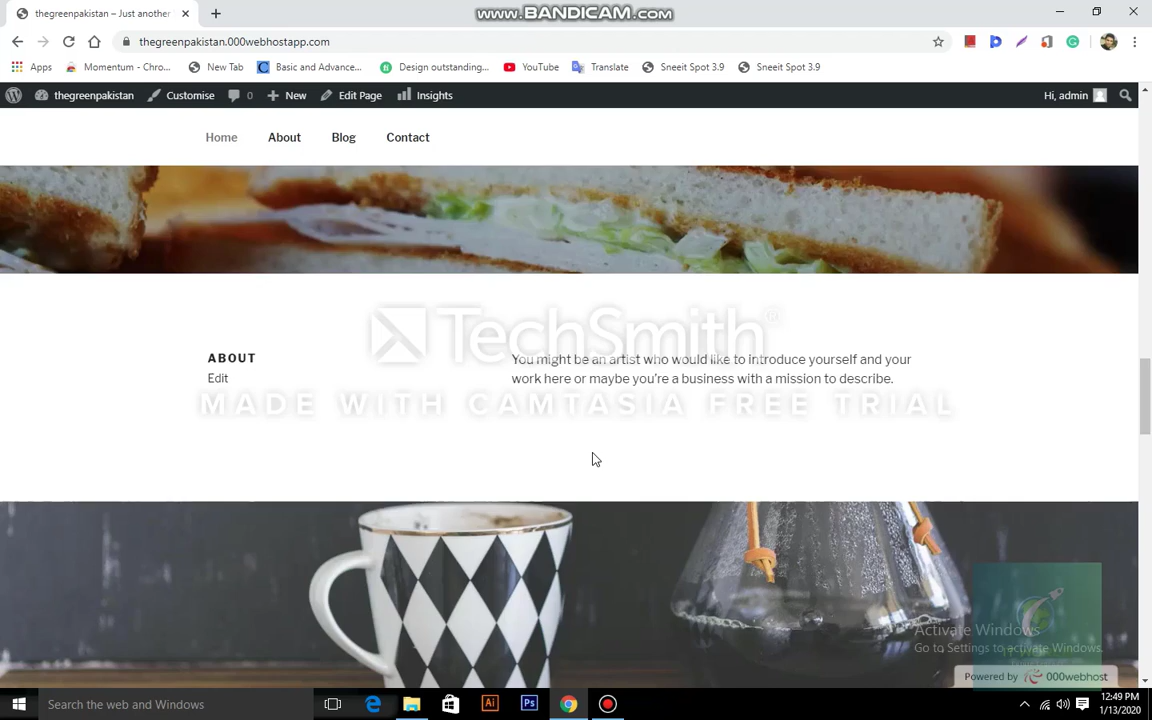 www.BANDICAM.com
thegreenpakistan – Just another
thegreenpakistan.000webhostapp.com
Apps Momentum - Chro... New Tab Basic and Advance... Design outstanding... YouTube Translate Sneeit Spot 3.9 Sneeit Spot 3.9
thegreenpakistan Customise 0 New Edit Page Insights Hi, admin
Home About Blog Contact
TechSmith®
ABOUT
Edit
You might be an artist who would like to introduce yourself and your
work here or maybe you're a business with a mission to describe.
MADE WITH CAMTASIA FREE TRIAL
Activate Windows
Go to Settings to activate Windows.
Powered by 000webhost
Search the web and Windows
12:49 PM
1/13/2020